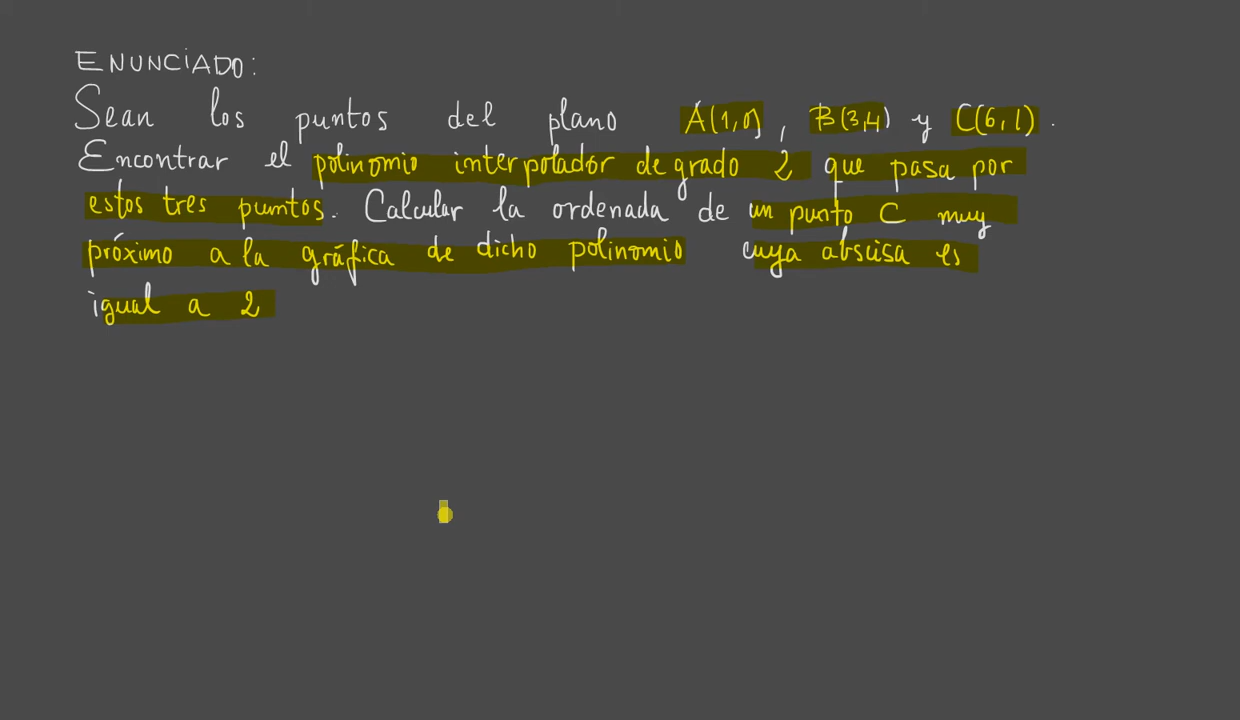 ENUNCIADO:
Sean los puntos del plano A(1,0), B(3,4) y C(6,1).
Encontrar el polinomio interpolador de grado 2 que pasa por
estos tres puntos. Calcular la ordenada de un punto C muy
próximo a la gráfica de dicho polinomio cuya abscisa es
igual a 2